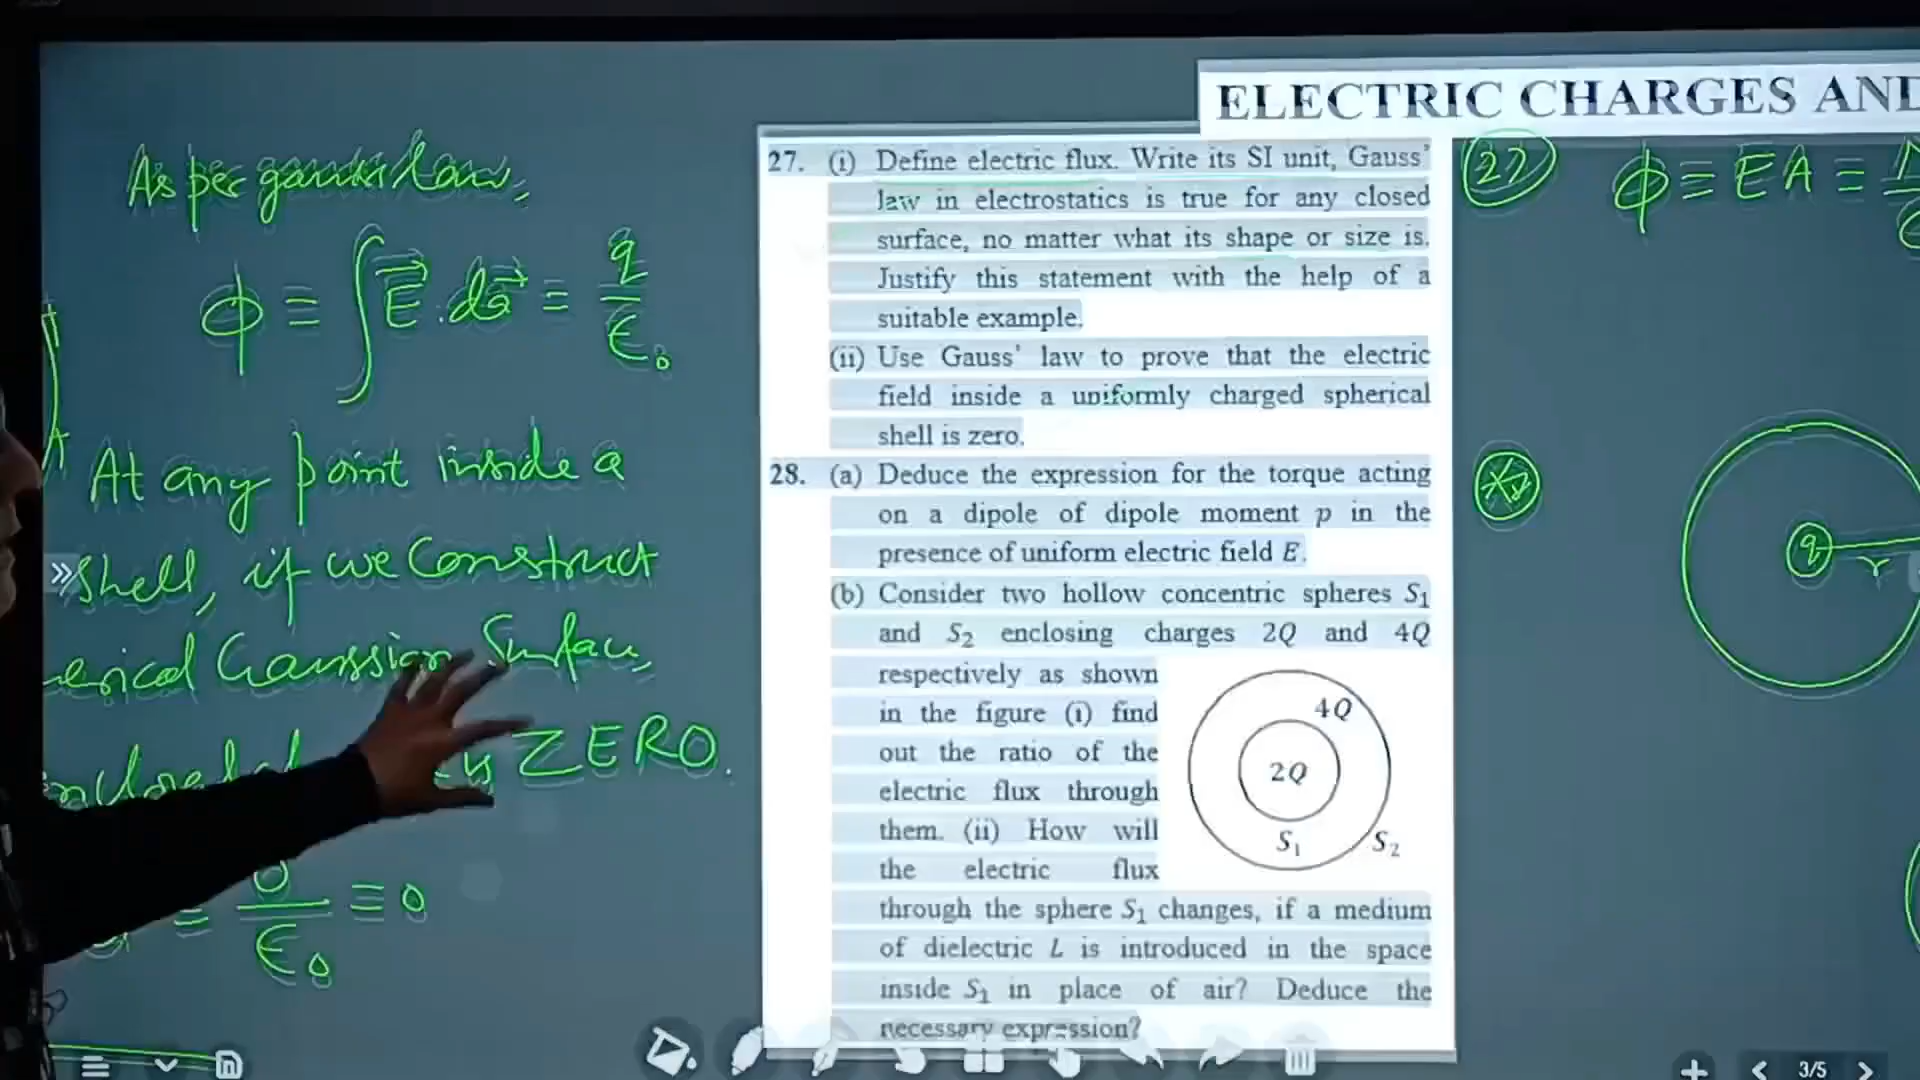 ELECTRIC CHARGES AND
As per gauss law,
ϕ ≡ ∫ E⃗ . da⃗ = q/ε₀
At any point inside a
shell, if we Construct
Gaussian Surface,
ZERO.
= 0/ε₀ ≡ 0
27. (i) Define electric flux. Write its SI unit, Gauss'
law in electrostatics is true for any closed
surface, no matter what its shape or size is.
Justify this statement with the help of a
suitable example.
(ii) Use Gauss' law to prove that the electric
field inside a uniformly charged spherical
shell is zero.
28. (a) Deduce the expression for the torque acting
on a dipole of dipole moment p in the
presence of uniform electric field E.
(b) Consider two hollow concentric spheres S₁
and S₂ enclosing charges 2Q and 4Q
respectively as shown
in the figure (i) find
out the ratio of the
electric flux through
them. (ii) How will
the electric flux
through the sphere S₁ changes, if a medium
of dielectric L is introduced in the space
inside S₁ in place of air? Deduce the
necessary expression?
4Q
2Q
S₁
S₂
27
ϕ ≡ EA ≡
q
r
3/5